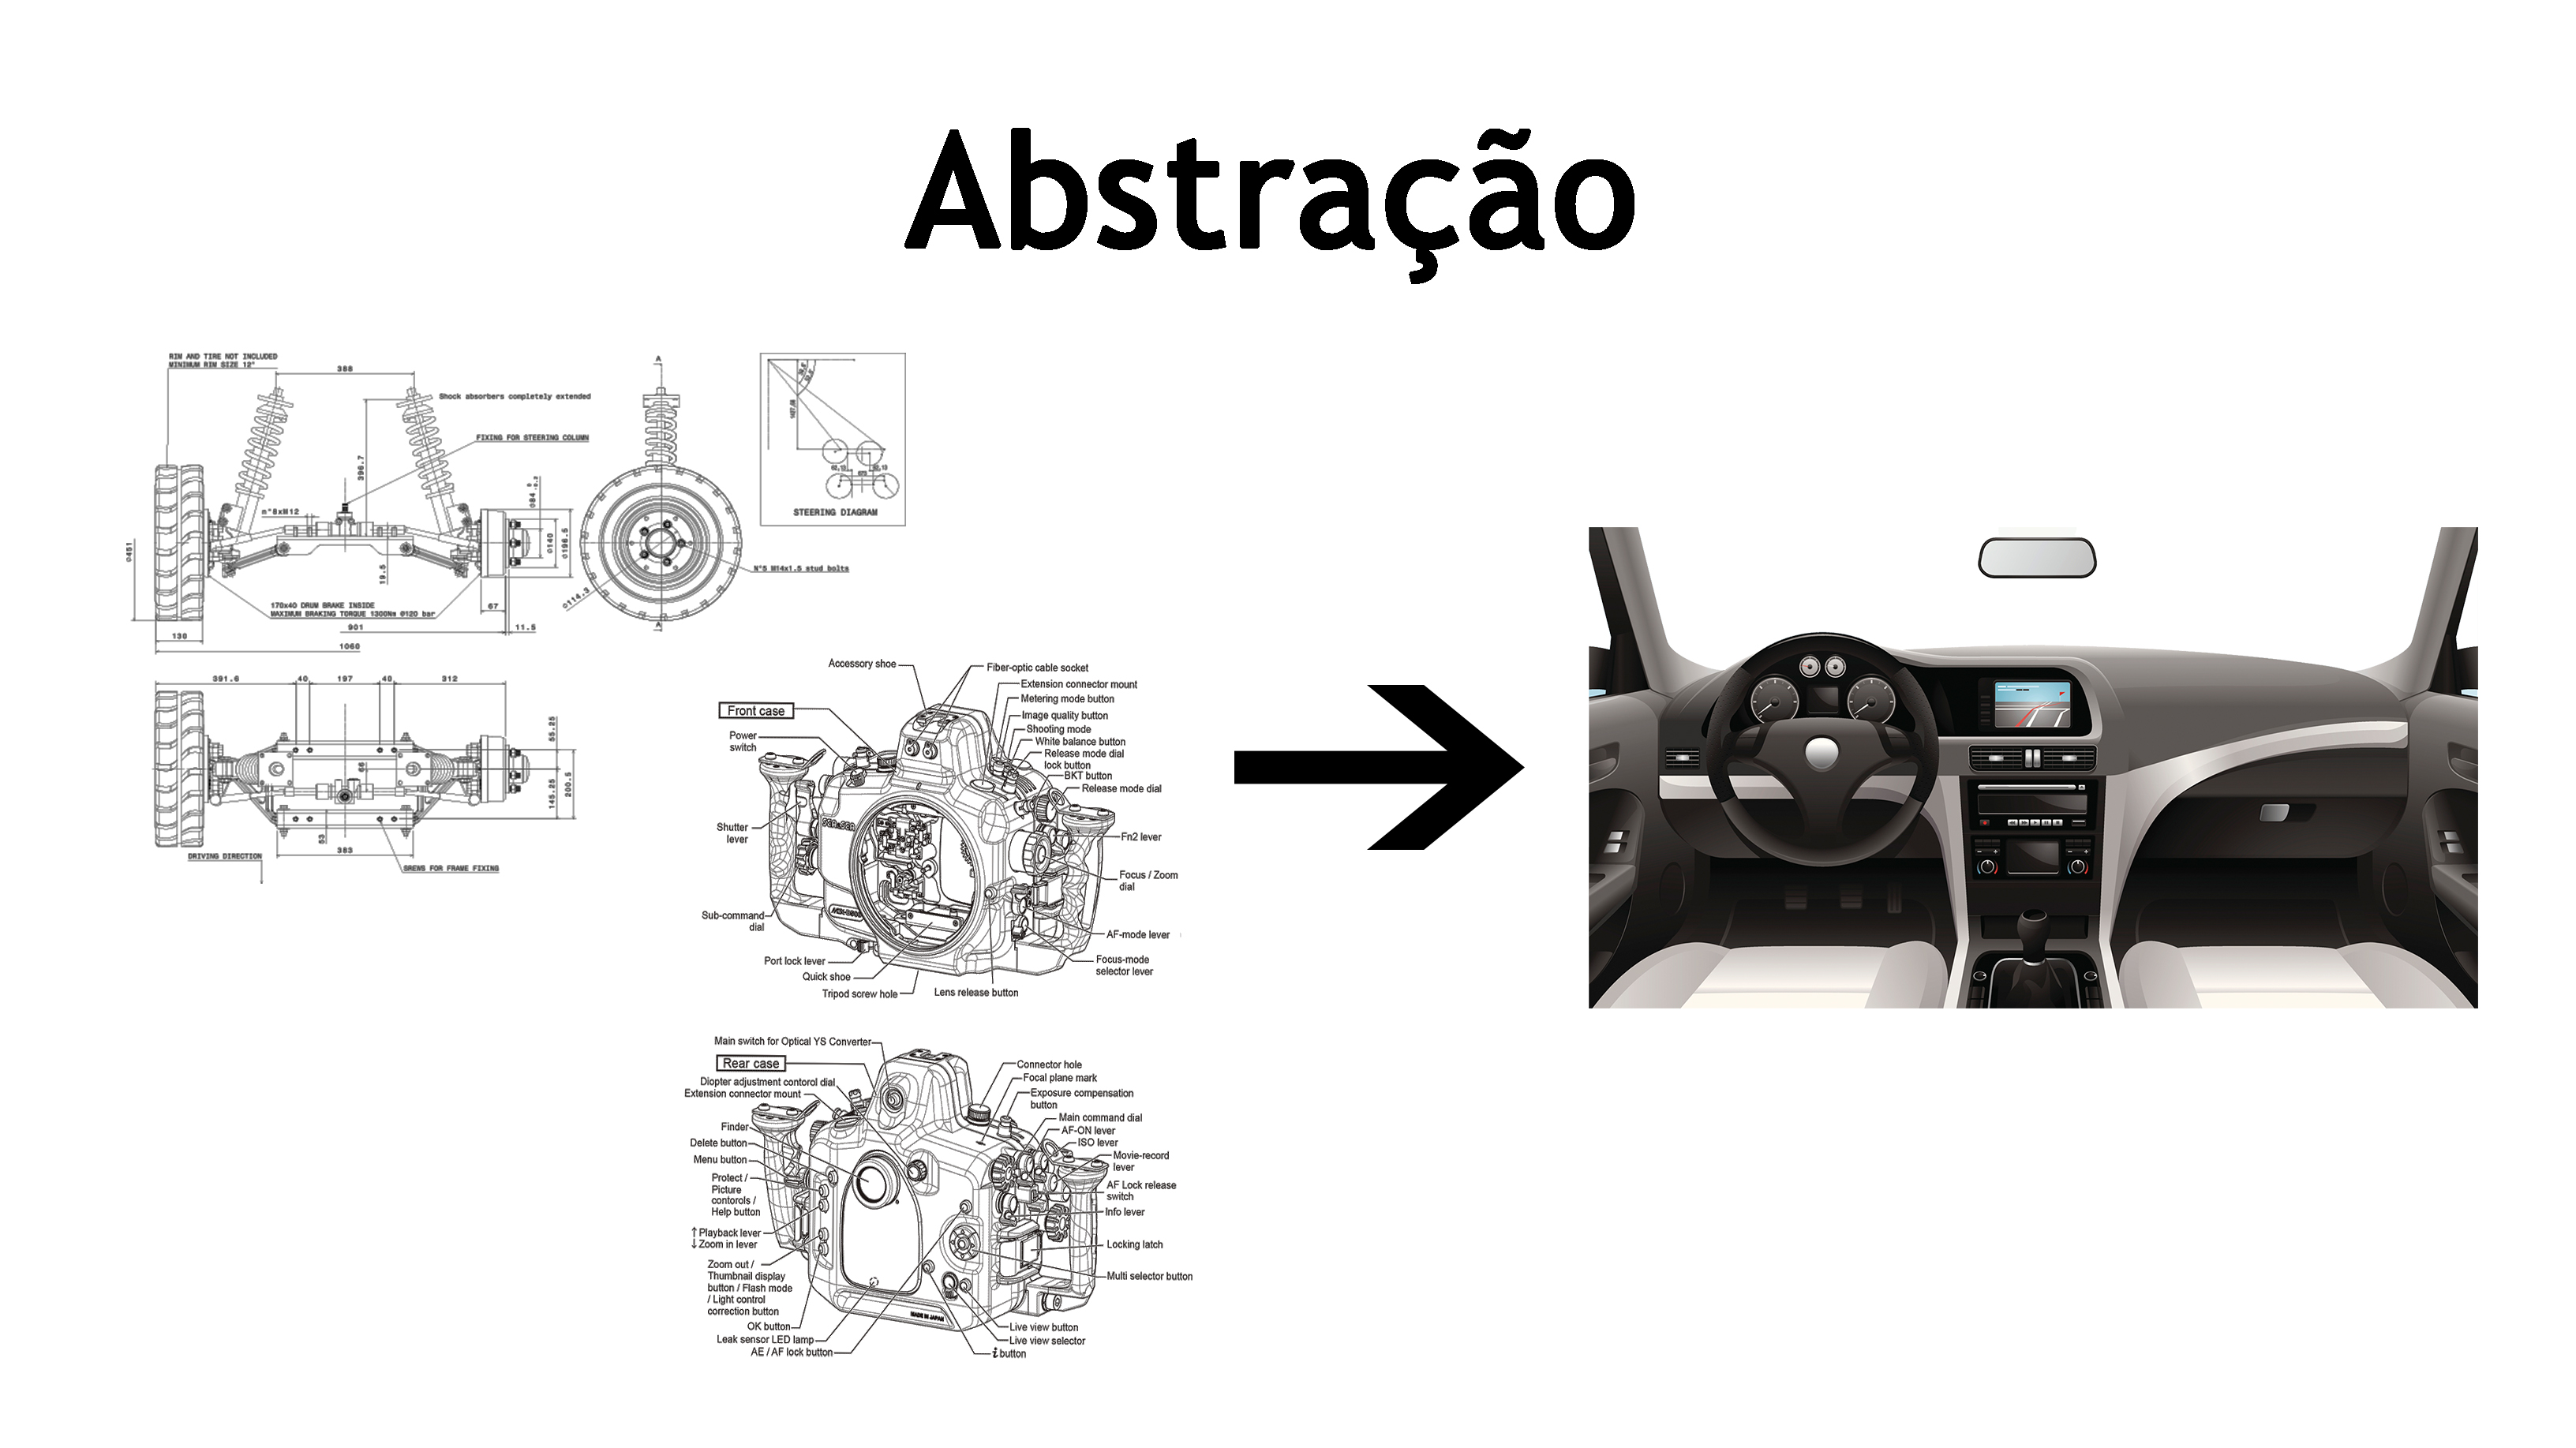 Abstração
RIM AND TIRE NOT INCLUDED
MINIMUM RIM SIZE 12"
388
Shock absorbers completely extended
FIXING FOR STEERING COLUMN
396.7
n°8xM12
19.5
Ø451
170x40 DRUM BRAKE INSIDE
MAXIMUM BRAKING TORQUE 1300Nm @120 bar
67
901
11.5
130
1060
Ø140
Ø196.5
A
A
Ø114.3
N°5 M14x1.5 stud bolts
STEERING DIAGRAM
391.6
40
197
40
312
55.25
66
145.25
200.5
53
383
DRIVING DIRECTION
SREWS FOR FRAME FIXING
Accessory shoe
Fiber-optic cable socket
Extension connector mount
Metering mode button
Front case
Image quality button
Shooting mode
Power
switch
White balance button
Release mode dial
lock button
BKT button
Release mode dial
SEA&SEA
Shutter
lever
Fn2 lever
Focus / Zoom
dial
Sub-command
dial
AF-mode lever
Port lock lever
Focus-mode
selector lever
Quick shoe
Tripod screw hole
Lens release button
Main switch for Optical YS Converter
Rear case
Connector hole
Focal plane mark
Diopter adjustment contorol dial
Extension connector mount
Exposure compensation
button
Main command dial
Finder
AF-ON lever
Delete button
ISO lever
Menu button
Movie-record
lever
Protect /
Picture
contorols /
Help button
AF Lock release
switch
Info lever
↑Playback lever
↓Zoom in lever
Locking latch
Zoom out /
Thumbnail display
button / Flash mode
/ Light control
correction button
Multi selector button
MADE IN JAPAN
OK button
Live view button
Leak sensor LED lamp
Live view selector
AE / AF lock button
i button